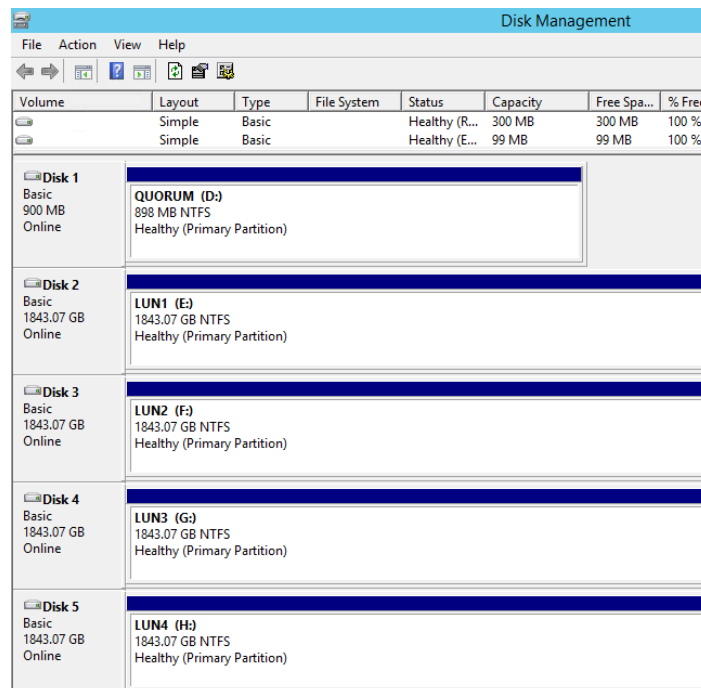 Disk Management
File Action View Help
Volume Layout Type File System Status Capacity Free Spa... % Fre
Simple Basic Healthy (R... 300 MB 300 MB 100 %
Simple Basic Healthy (E... 99 MB 99 MB 100 %
Disk 1
Basic
900 MB
Online
QUORUM (D:)
898 MB NTFS
Healthy (Primary Partition)
Disk 2
Basic
1843.07 GB
Online
LUN1 (E:)
1843.07 GB NTFS
Healthy (Primary Partition)
Disk 3
Basic
1843.07 GB
Online
LUN2 (F:)
1843.07 GB NTFS
Healthy (Primary Partition)
Disk 4
Basic
1843.07 GB
Online
LUN3 (G:)
1843.07 GB NTFS
Healthy (Primary Partition)
Disk 5
Basic
1843.07 GB
Online
LUN4 (H:)
1843.07 GB NTFS
Healthy (Primary Partition)